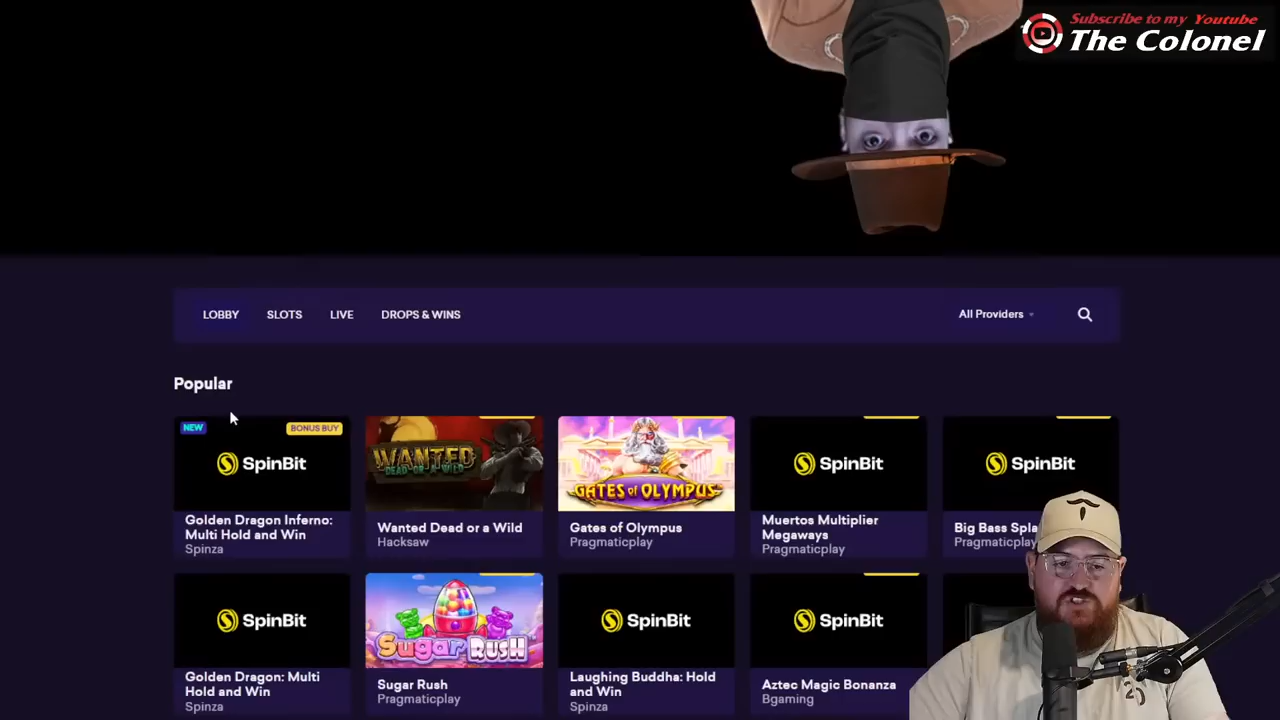 Subscribe to my Youtube
The Colonel
LOBBY
SLOTS
LIVE
DROPS & WINS
All Providers
Popular
NEW
BONUS BUY
SpinBit
WANTED
DEAD OR A WILD
GATES OF OLYMPUS
SpinBit
SpinBit
Golden Dragon Inferno:
Multi Hold and Win
Spinza
Wanted Dead or a Wild
Hacksaw
Gates of Olympus
Pragmaticplay
Muertos Multiplier
Megaways
Pragmaticplay
Big Bass Spla
Pragmaticplay
SpinBit
Sugar RUSH
SpinBit
SpinBit
Golden Dragon: Multi
Hold and Win
Spinza
Sugar Rush
Pragmaticplay
Laughing Buddha: Hold
and Win
Spinza
Aztec Magic Bonanza
Bgaming